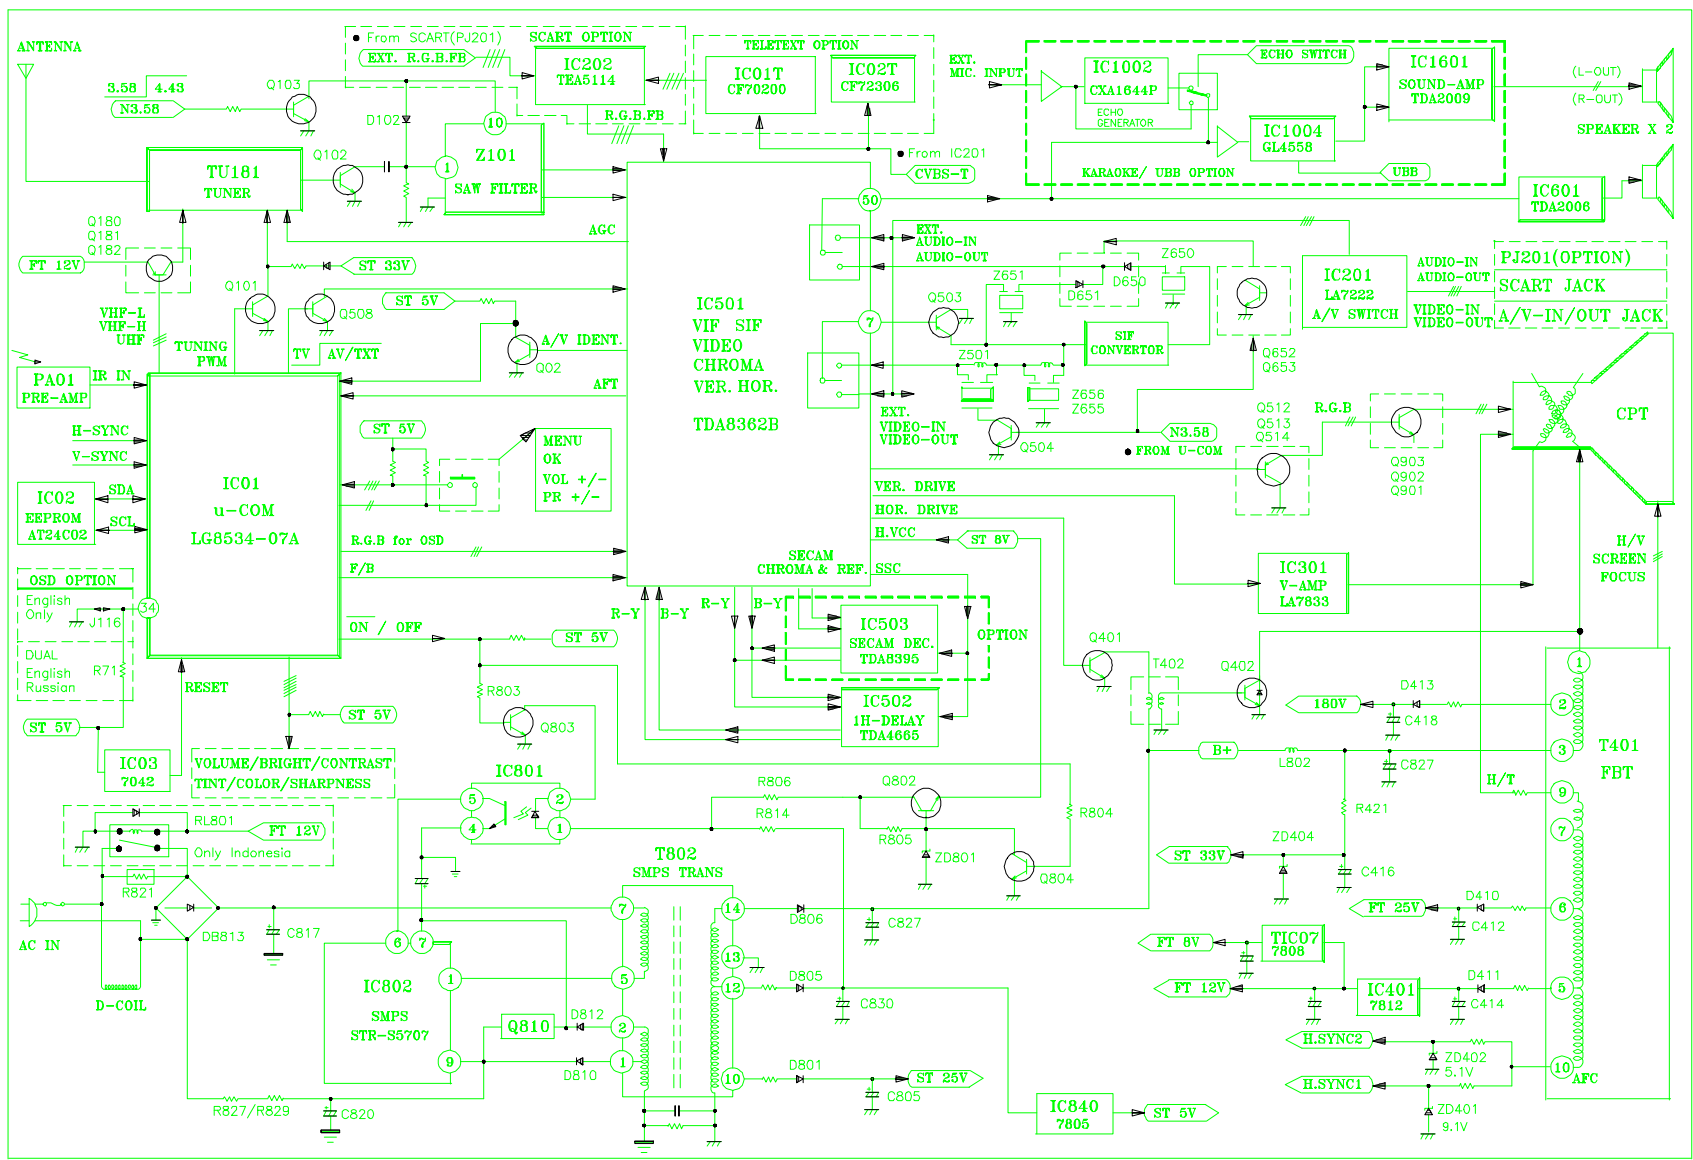 ANTENNA
3.58
4.43
N3.58
Q103
From SCART(PJ201)
SCART OPTION
EXT. R.G.B.FB
IC202
TEA5114
R.G.B.FB
TELETEXT OPTION
IC01T
CF70200
IC02T
CF72306
From IC201
CVBS-T
EXT.
MIC. INPUT
IC1002
CXA1644P
ECHO
GENERATOR
ECHO SWITCH
IC1004
GL4558
IC1601
SOUND-AMP
TDA2009
UBB
KARAOKE/ UBB OPTION
(L-OUT)
(R-OUT)
SPEAKER X 2
IC601
TDA2006
D102
10
Z101
1
SAW FILTER
TU181
TUNER
Q102
Q180
Q181
Q182
FT 12V
ST 33V
AGC
Q101
Q508
ST 5V
VHF-L
VHF-H
UHF
TUNING
PWM
TV
AV/TXT
Q02
A/V IDENT.
AFT
PA01
PRE-AMP
IR IN
H-SYNC
V-SYNC
IC02
EEPROM
AT24C02
SDA
SCL
IC01
u-COM
LG8534-07A
ST 5V
MENU
OK
VOL +/-
PR +/-
R.G.B for OSD
F/B
ON / OFF
ST 5V
OSD OPTION
English
Only
J116
34
DUAL
English
Russian
R71
ST 5V
RESET
IC03
7042
ST 5V
VOLUME/BRIGHT/CONTRAST
TINT/COLOR/SHARPNESS
IC501
VIF SIF
VIDEO
CHROMA
VER. HOR.
TDA8362B
SECAM
CHROMA & REF.
50
7
EXT.
AUDIO-IN
AUDIO-OUT
Z651
D651
D650
Z650
Q503
SIF
CONVERTOR
Z501
Z656
Z655
EXT.
VIDEO-IN
VIDEO-OUT
Q504
N3.58
FROM U-COM
Q652
Q653
IC201
LA7222
A/V SWITCH
AUDIO-IN
AUDIO-OUT
VIDEO-IN
VIDEO-OUT
PJ201(OPTION)
SCART JACK
A/V-IN/OUT JACK
Q512
Q513
Q514
R.G.B
Q903
Q902
Q901
CPT
H/V
SCREEN
FOCUS
VER. DRIVE
HOR. DRIVE
H.VCC
ST 8V
SSC
R-Y
B-Y
R-Y
B-Y
IC503
SECAM DEC.
TDA8395
OPTION
IC502
1H-DELAY
TDA4665
IC301
V-AMP
LA7833
Q401
T402
Q402
180V
D413
C418
B+
L802
C827
R421
ZD404
ST 33V
C416
H/T
T401
FBT
1
2
3
9
7
6
5
10
AFC
FT 25V
D410
C412
FT 8V
TIC07
7808
FT 12V
IC401
7812
D411
C414
H.SYNC2
ZD402
5.1V
H.SYNC1
ZD401
9.1V
R803
Q803
IC801
5
4
2
1
R806
R814
Q802
R805
ZD801
R804
Q804
RL801
FT 12V
Only Indonesia
R821
AC IN
DB813
D-COIL
C817
6
7
1
9
IC802
SMPS
STR-S5707
Q810
D812
D810
R827/R829
C820
T802
SMPS TRANS
7
5
2
1
14
13
12
10
D806
C827
D805
C830
D801
C805
ST 25V
IC840
7805
ST 5V